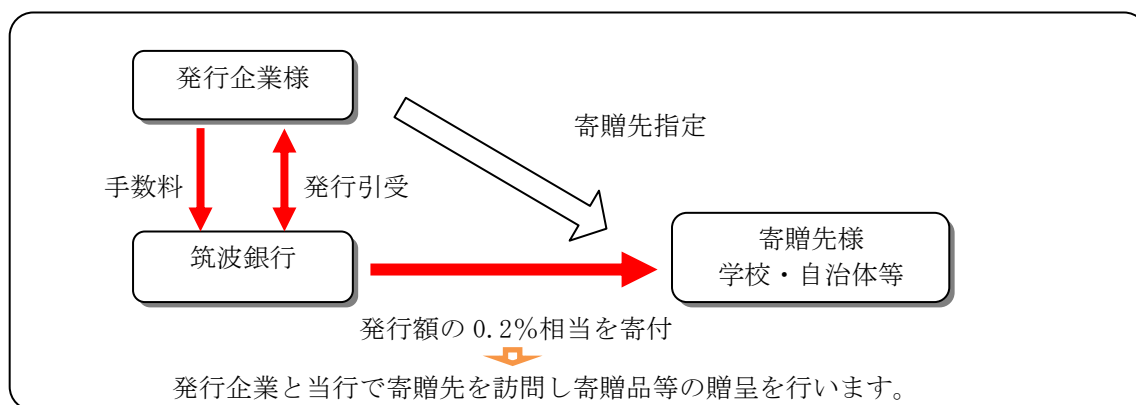 発行企業様
寄贈先指定
手数料
発行引受
筑波銀行
寄贈先様
学校・自治体等
発行額の0.2%相当を寄付
発行企業と当行で寄贈先を訪問し寄贈品等の贈呈を行います。